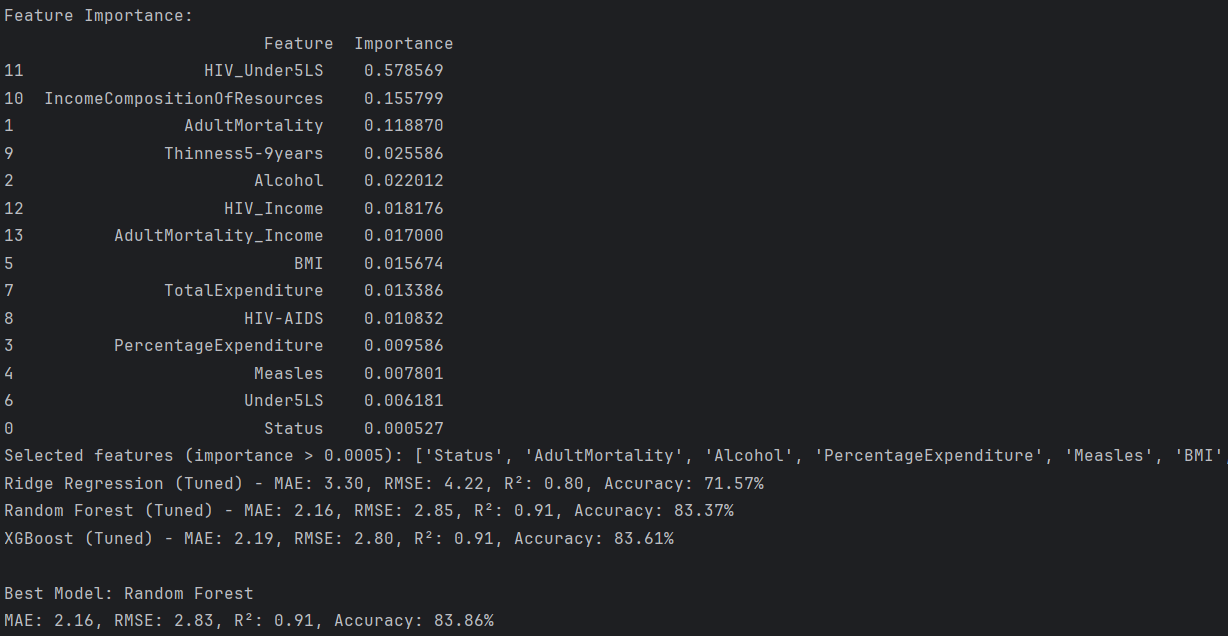 Feature Importance:
Feature Importance
11 HIV_Under5LS 0.578569
10 IncomeCompositionOfResources 0.155799
1 AdultMortality 0.118870
9 Thinness5-9years 0.025586
2 Alcohol 0.022012
12 HIV_Income 0.018176
13 AdultMortality_Income 0.017000
5 BMI 0.015674
7 TotalExpenditure 0.013386
8 HIV-AIDS 0.010832
3 PercentageExpenditure 0.009586
4 Measles 0.007801
6 Under5LS 0.006181
0 Status 0.000527
Selected features (importance > 0.0005): ['Status', 'AdultMortality', 'Alcohol', 'PercentageExpenditure', 'Measles', 'BMI',
Ridge Regression (Tuned) - MAE: 3.30, RMSE: 4.22, R²: 0.80, Accuracy: 71.57%
Random Forest (Tuned) - MAE: 2.16, RMSE: 2.85, R²: 0.91, Accuracy: 83.37%
XGBoost (Tuned) - MAE: 2.19, RMSE: 2.80, R²: 0.91, Accuracy: 83.61%
Best Model: Random Forest
MAE: 2.16, RMSE: 2.83, R²: 0.91, Accuracy: 83.86%